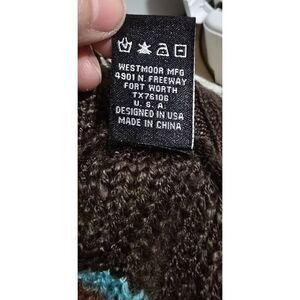 WESTMOOR MFG
4901 N. FREEWAY
FORT WORTH
TX76106
U. S. A.
DESIGNED IN USA
MADE IN CHINA